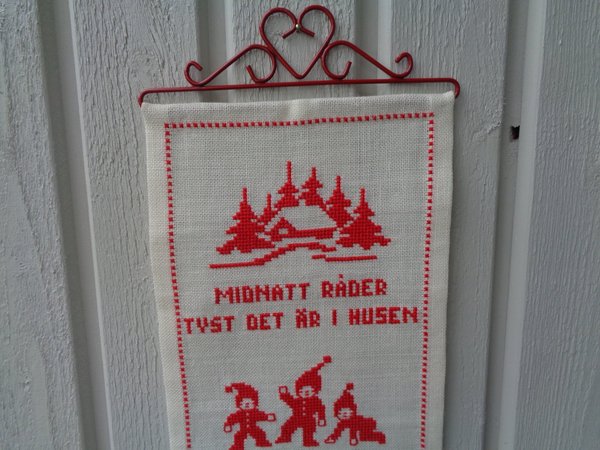 MIDNATT RÅDER
TYST DET ÄR I HUSEN